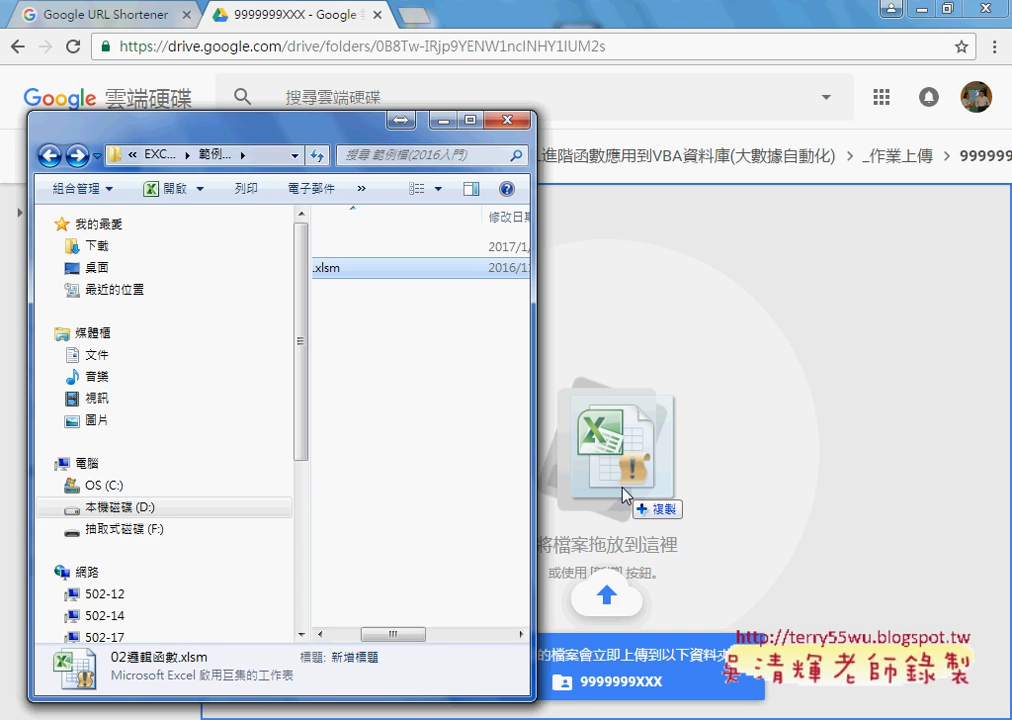 Google URL Shortener
9999999XXX - Google
https://drive.google.com/drive/folders/0B8Tw-IRjp9YENW1ncINHY1lUM2s
Google 雲端硬碟
搜尋雲端硬碟
進階函數應用到VBA資料庫(大數據自動化) > _作業上傳 > 999999
« EXC... ▸ 範例... ▸
搜尋 範例檔(2016入門)
組合管理
開啟
列印
電子郵件
»
我的最愛
下載
桌面
最近的位置
媒體櫃
文件
音樂
視訊
圖片
電腦
OS (C:)
本機磁碟 (D:)
抽取式磁碟 (F:)
網路
502-12
502-14
502-17
修改日期
2017/1/
.xlsm
2016/11
複製
將檔案拖放到這裡
或使用 [新增] 按鈕。
的檔案會立即上傳到以下資料夾
9999999XXX
02邏輯函數.xlsm
標題: 新增標題
Microsoft Excel 啟用巨集的工作表
http://terry55wu.blogspot.tw
吳清輝老師錄製